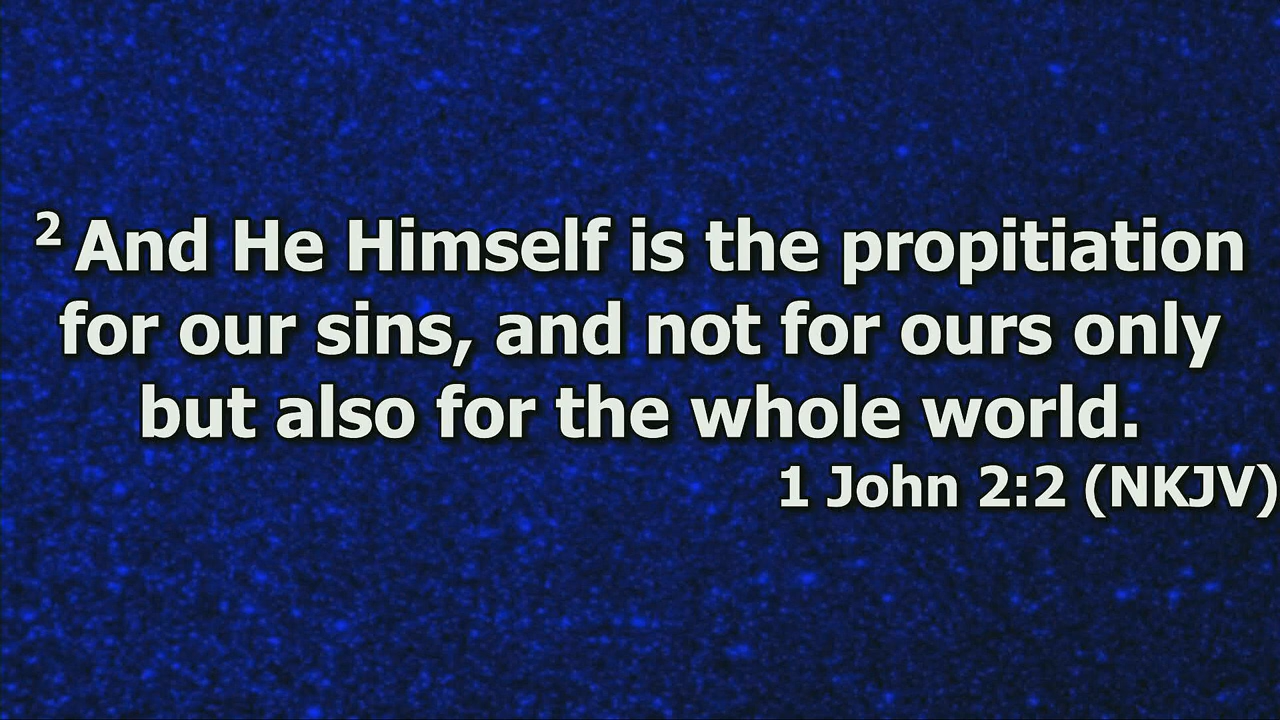 2 And He Himself is the propitiation
for our sins, and not for ours only
but also for the whole world.
1 John 2:2 (NKJV)